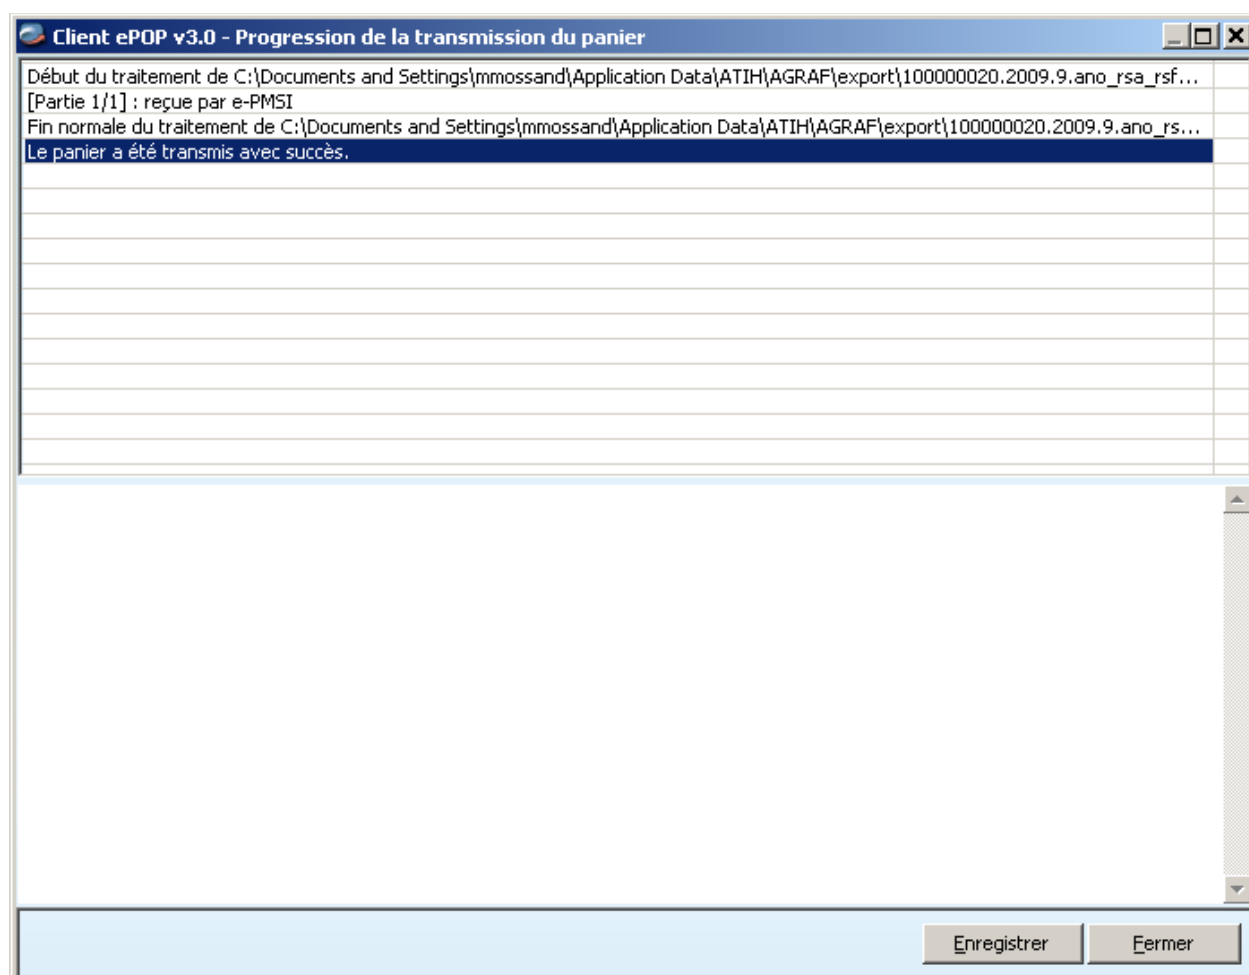 Client ePOP v3.0 - Progression de la transmission du panier
Début du traitement de C:\Documents and Settings\mmossand\Application Data\ATIH\AGRAF\export\100000020.2009.9.ano_rsa_rsf...
[Partie 1/1] : reçue par e-PMSI
Fin normale du traitement de C:\Documents and Settings\mmossand\Application Data\ATIH\AGRAF\export\100000020.2009.9.ano_rs...
Le panier a été transmis avec succès.
Enregistrer Fermer